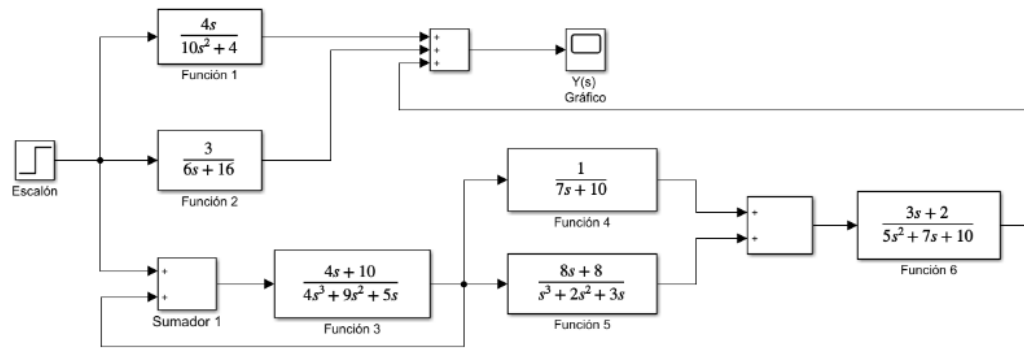 4s
10s² + 4
Función 1
+
+
+
Y(s)
Gráfico
Escalón
3
6s + 16
Función 2
1
7s + 10
Función 4
+
+
3s + 2
5s² + 7s + 10
Función 6
+
+
Sumador 1
4s + 10
4s³ + 9s² + 5s
Función 3
8s + 8
s³ + 2s² + 3s
Función 5